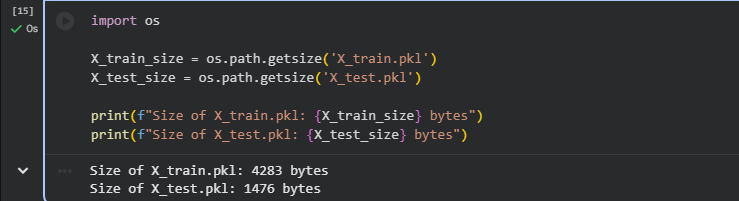 [15]
0s
import os
X_train_size = os.path.getsize('X_train.pkl')
X_test_size = os.path.getsize('X_test.pkl')
print(f"Size of X_train.pkl: {X_train_size} bytes")
print(f"Size of X_test.pkl: {X_test_size} bytes")
Size of X_train.pkl: 4283 bytes
Size of X_test.pkl: 1476 bytes